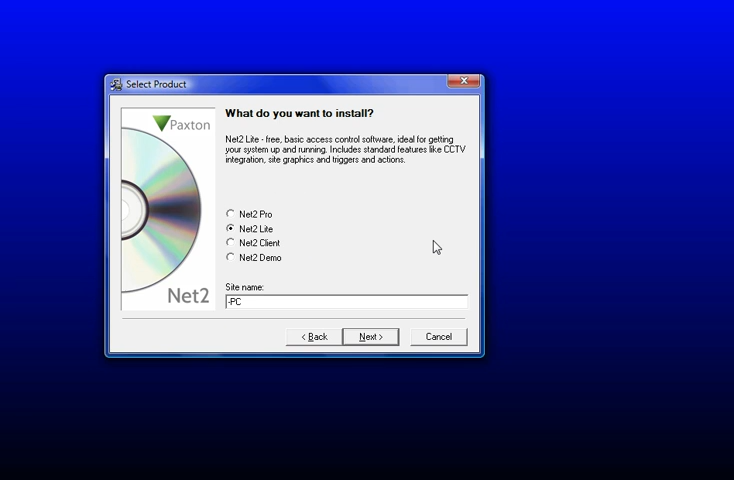 Select Product
Paxton
What do you want to install?
Net2 Lite - free, basic access control software, ideal for getting
your system up and running. Includes standard features like CCTV
integration, site graphics and triggers and actions.
Net2 Pro
Net2 Lite
Net2 Client
Net2 Demo
Site name:
-PC
Net2
< Back
Next >
Cancel